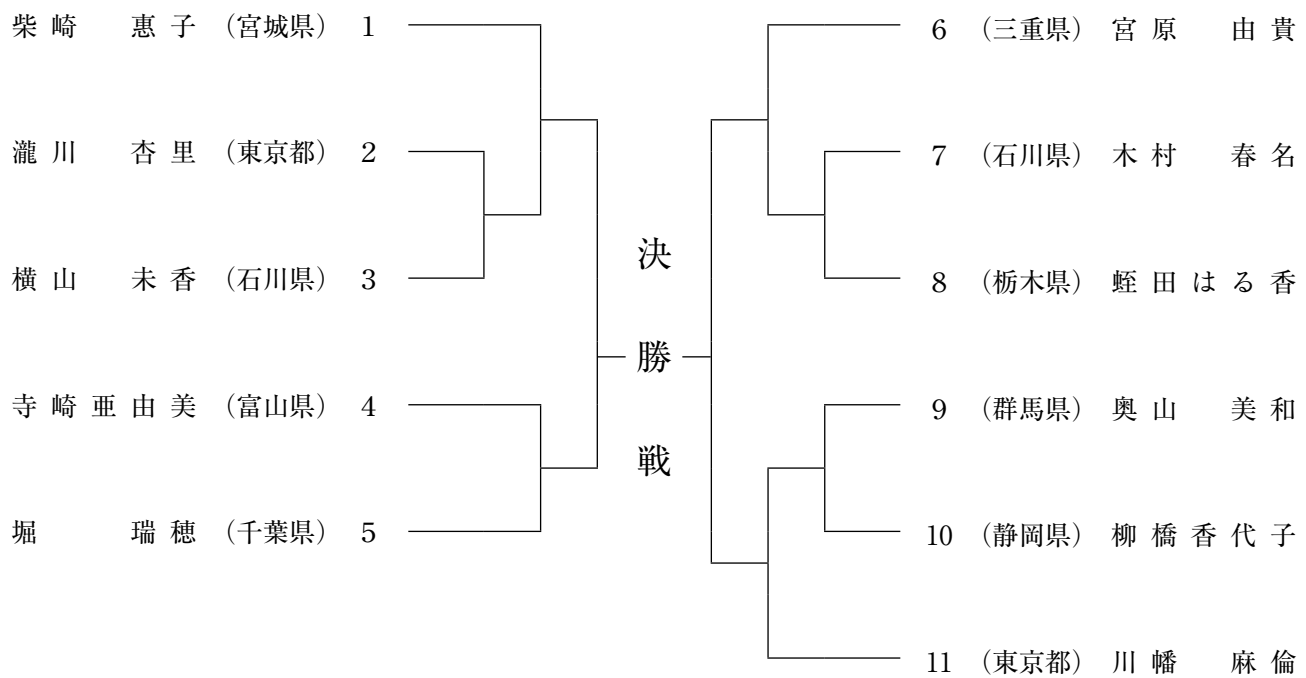 柴崎 惠子 (宮城県) 1
瀧川 杏里 (東京都) 2
横山 未香 (石川県) 3
寺崎亜由美 (富山県) 4
堀 瑞穂 (千葉県) 5
決
勝
戦
6 (三重県) 宮原 由貴
7 (石川県) 木村 春名
8 (栃木県) 蛭田はる香
9 (群馬県) 奥山 美和
10 (静岡県) 柳橋香代子
11 (東京都) 川幡 麻倫